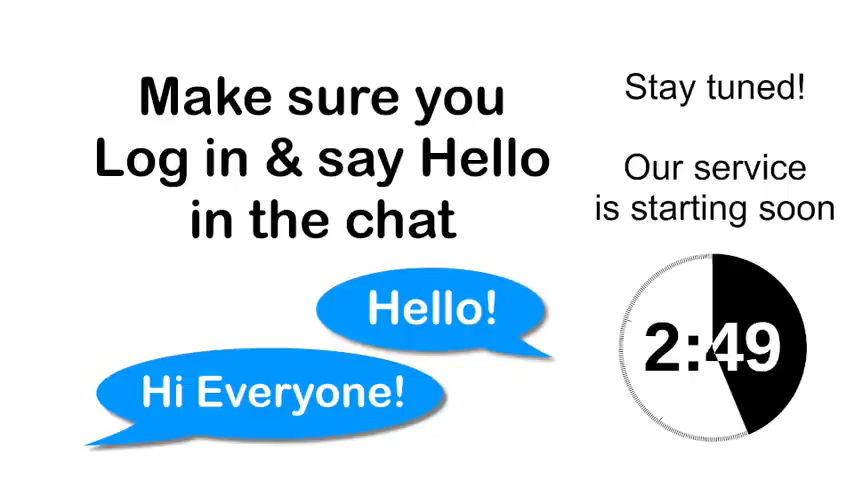 Make sure you
Log in & say Hello
in the chat
Hello!
Hi Everyone!
Stay tuned!
Our service
is starting soon
2:49